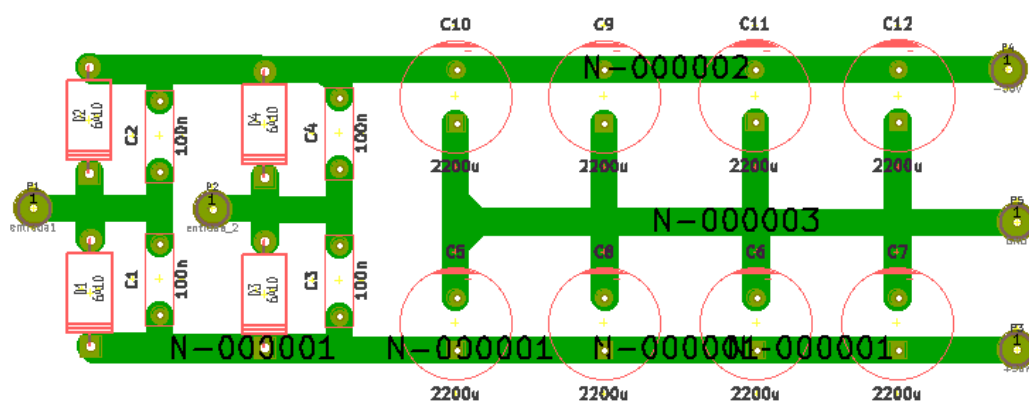 C10 C9 C11 C12
P4
1
-50V
N-000002
D2
6A10
C2
100n
D4
6A10
C4
100n
2200u 2200u 2200u 2200u
P1
1
entrada1
P2
1
entrada_2
N-000003
P5
1
GND
C5 C8 C6 C7
D1
6A10
C1
100n
D3
6A10
C3
100n
N-000001 N-000001 N-000001 N-000001
P3
1
2200u 2200u 2200u 2200u